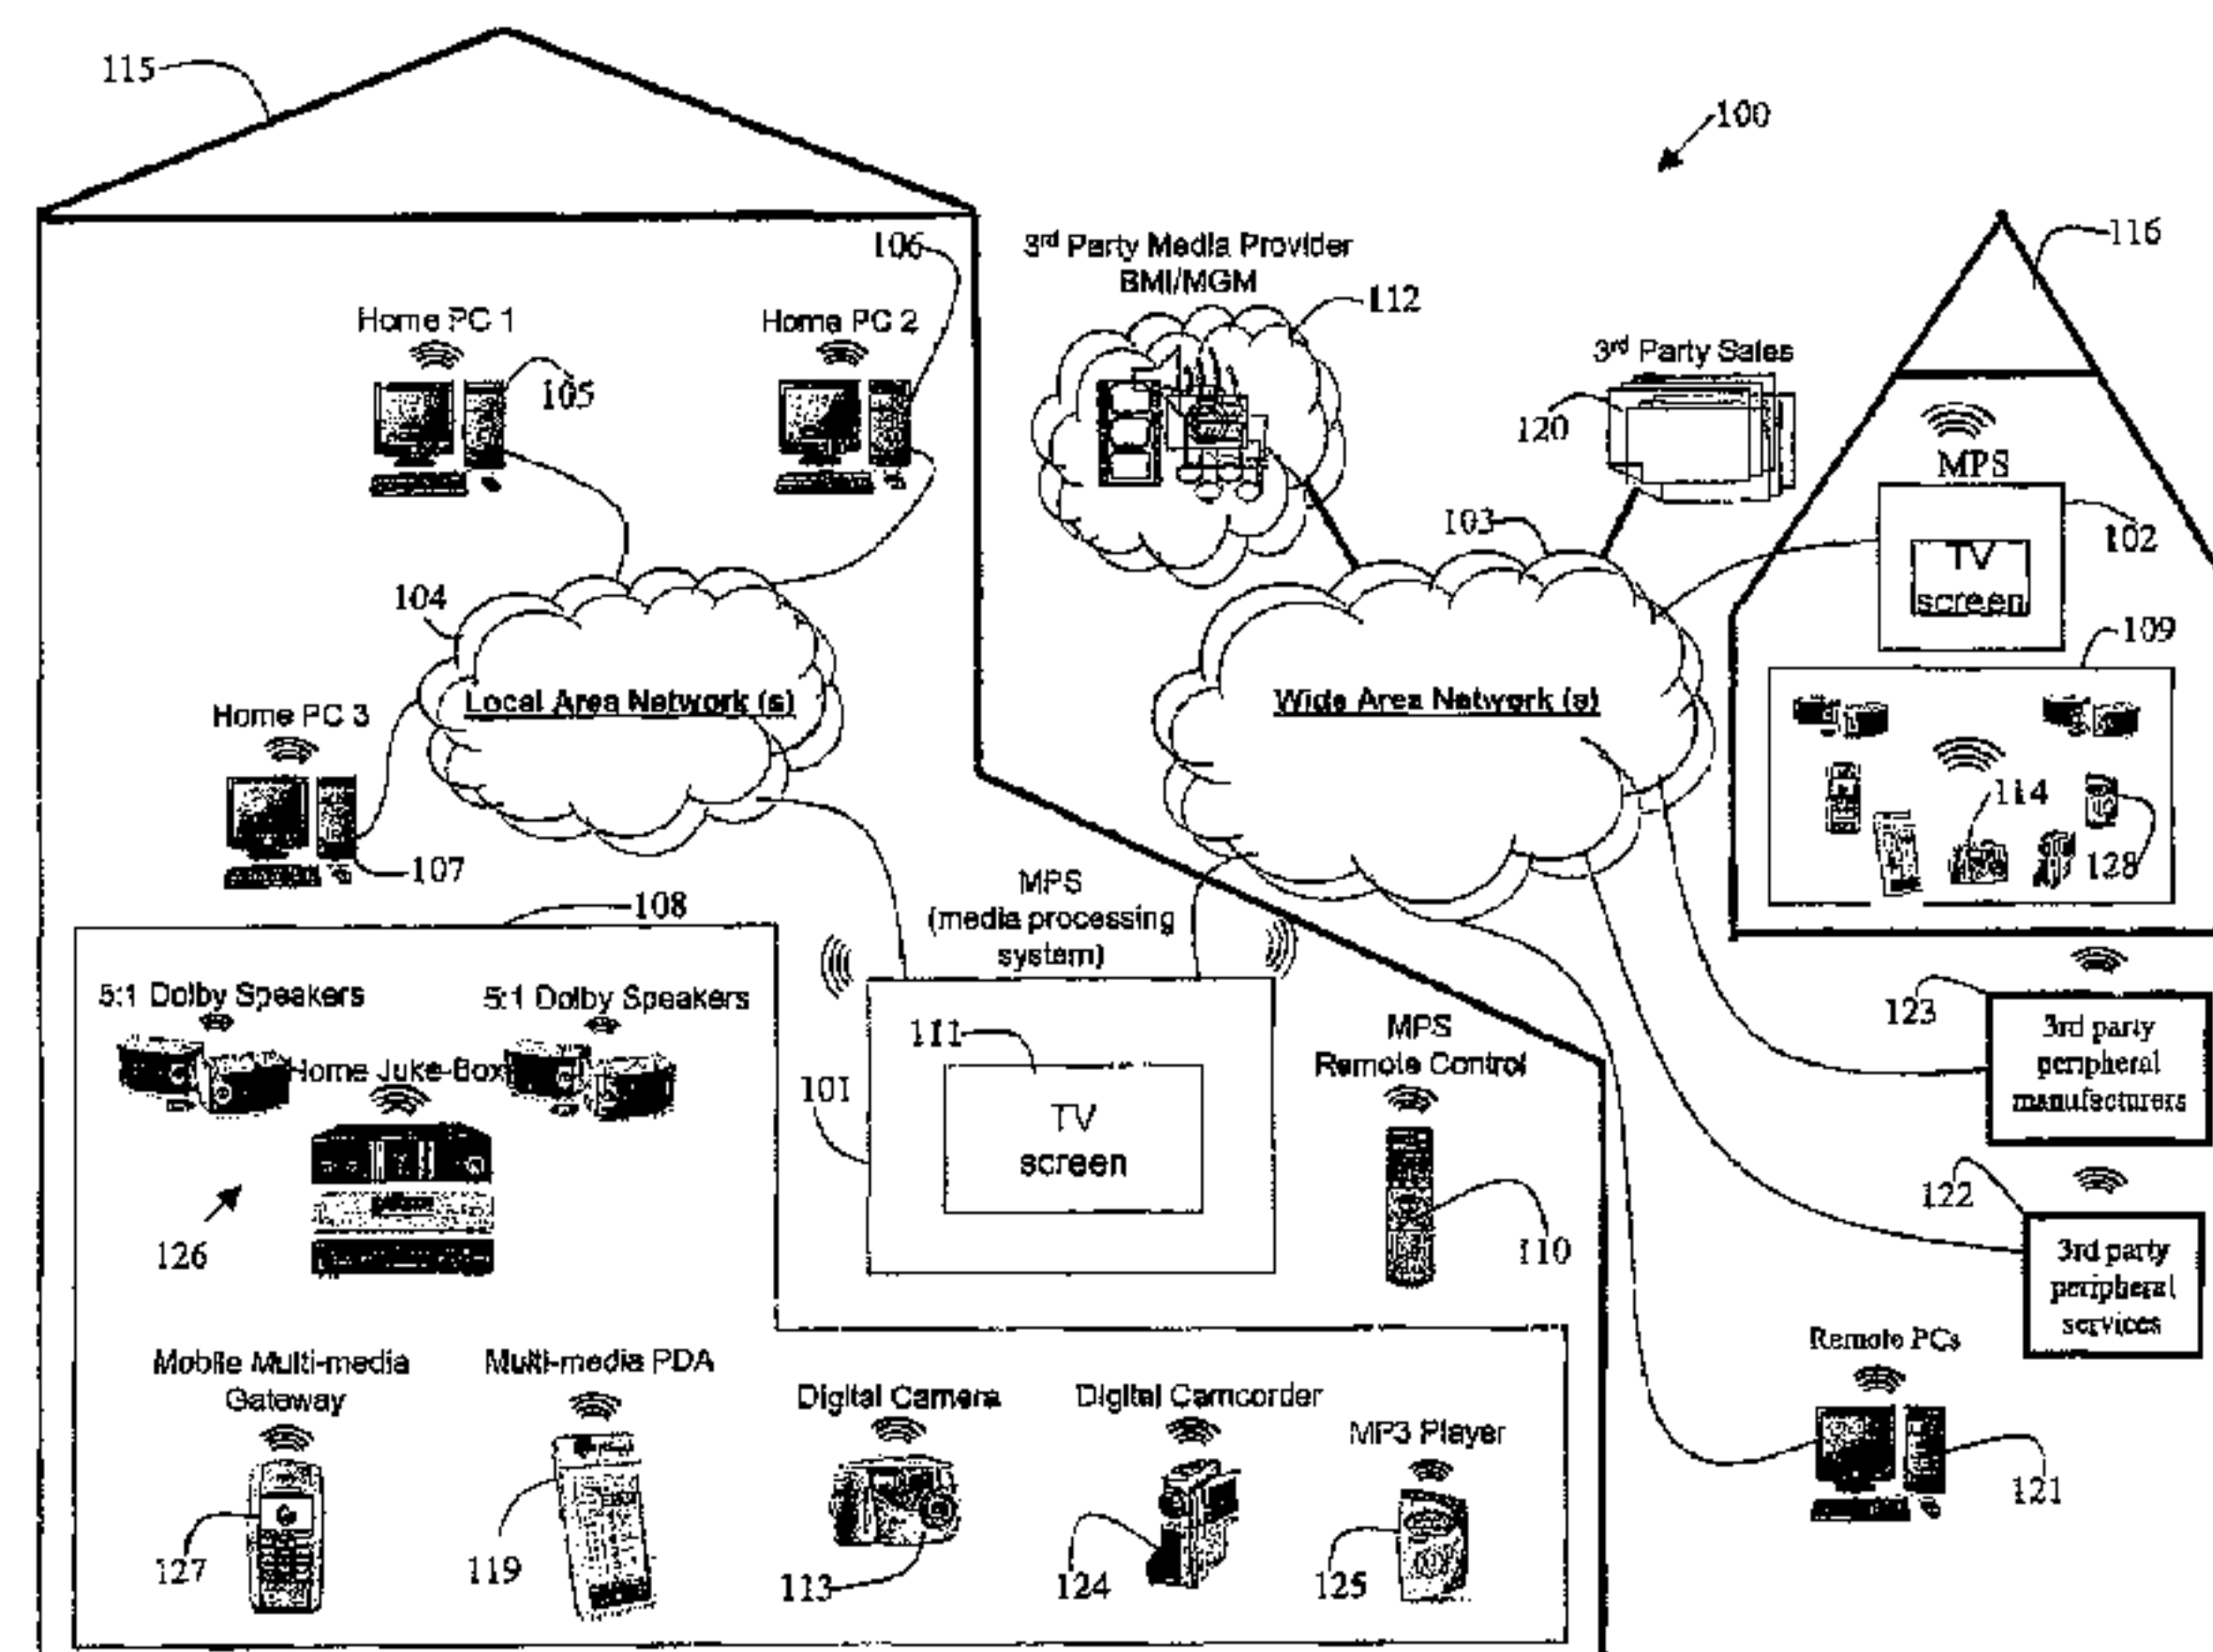 115
100
106
3rd Party Media Provider
BMI/MGM
116
112
Home PC 1
Home PC 2
3rd Party Sales
105
120
MPS
103
102
TV
screen
104
109
Local Area Network (s)
Wide Area Network (s)
Home PC 3
114
107
128
MPS
(media processing
system)
108
5:1 Dolby Speakers
5:1 Dolby Speakers
123
3rd party
peripheral
manufacturers
111
MPS
Remote Control
Home Juke-Box
101
TV
screen
122
126
110
3rd party
peripheral
services
Remote PCs
Mobile Multi-media
Gateway
Multi-media PDA
Digital Camera
Digital Camcorder
MP3 Player
121
127
119
113
124
125